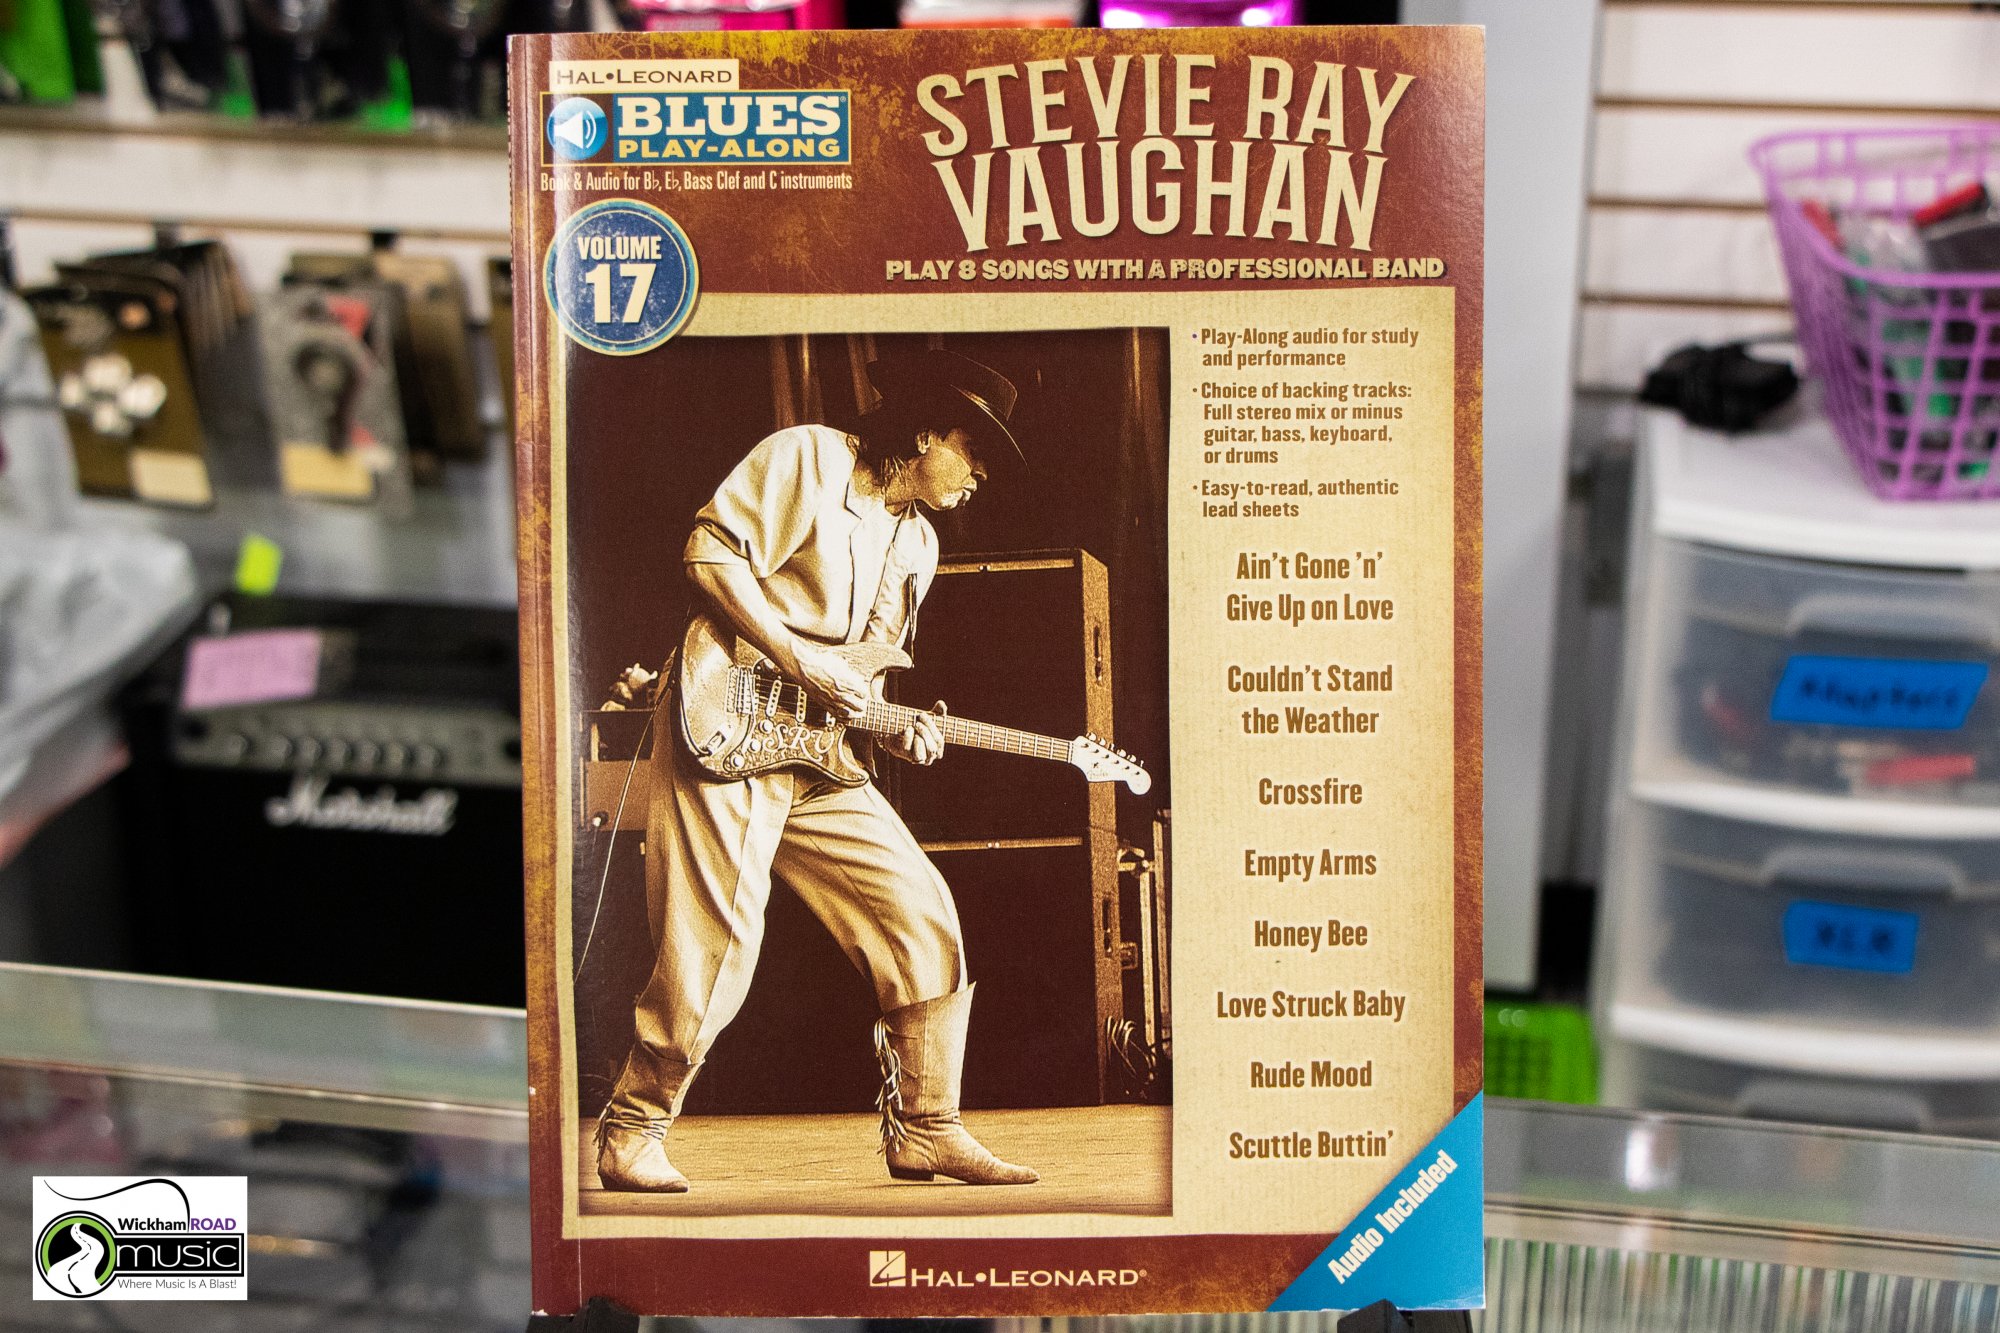 HAL•LEONARD
BLUES®
PLAY-ALONG
Book & Audio for B♭, E♭, Bass Clef and C instruments
VOLUME
17
STEVIE RAY
VAUGHAN
PLAY 8 SONGS WITH A PROFESSIONAL BAND
• Play-Along audio for study
and performance
• Choice of backing tracks:
Full stereo mix or minus
guitar, bass, keyboard,
or drums
• Easy-to-read, authentic
lead sheets
Ain't Gone 'n'
Give Up on Love
Couldn't Stand
the Weather
Crossfire
Empty Arms
Honey Bee
Love Struck Baby
Rude Mood
Scuttle Buttin'
SRV
Audio Included
HAL•LEONARD®
Marshall
Adapters
Wickham ROAD
music
Where Music Is A Blast!